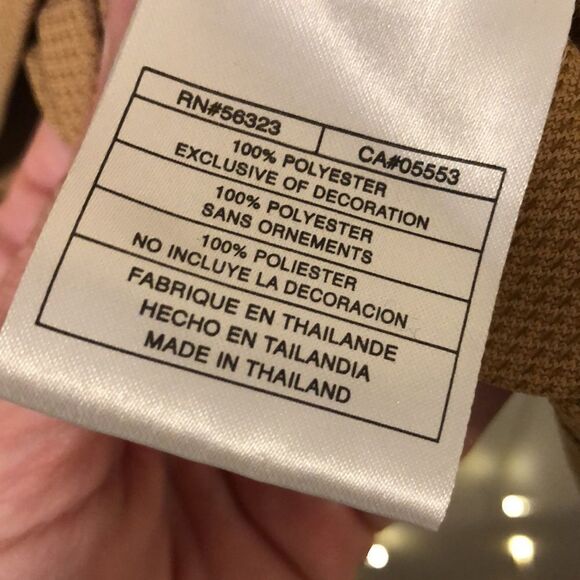 RN#56323 CA#05553
100% POLYESTER
EXCLUSIVE OF DECORATION
100% POLYESTER
SANS ORNEMENTS
100% POLIESTER
NO INCLUYE LA DECORACION
FABRIQUE EN THAILANDE
HECHO EN TAILANDIA
MADE IN THAILAND